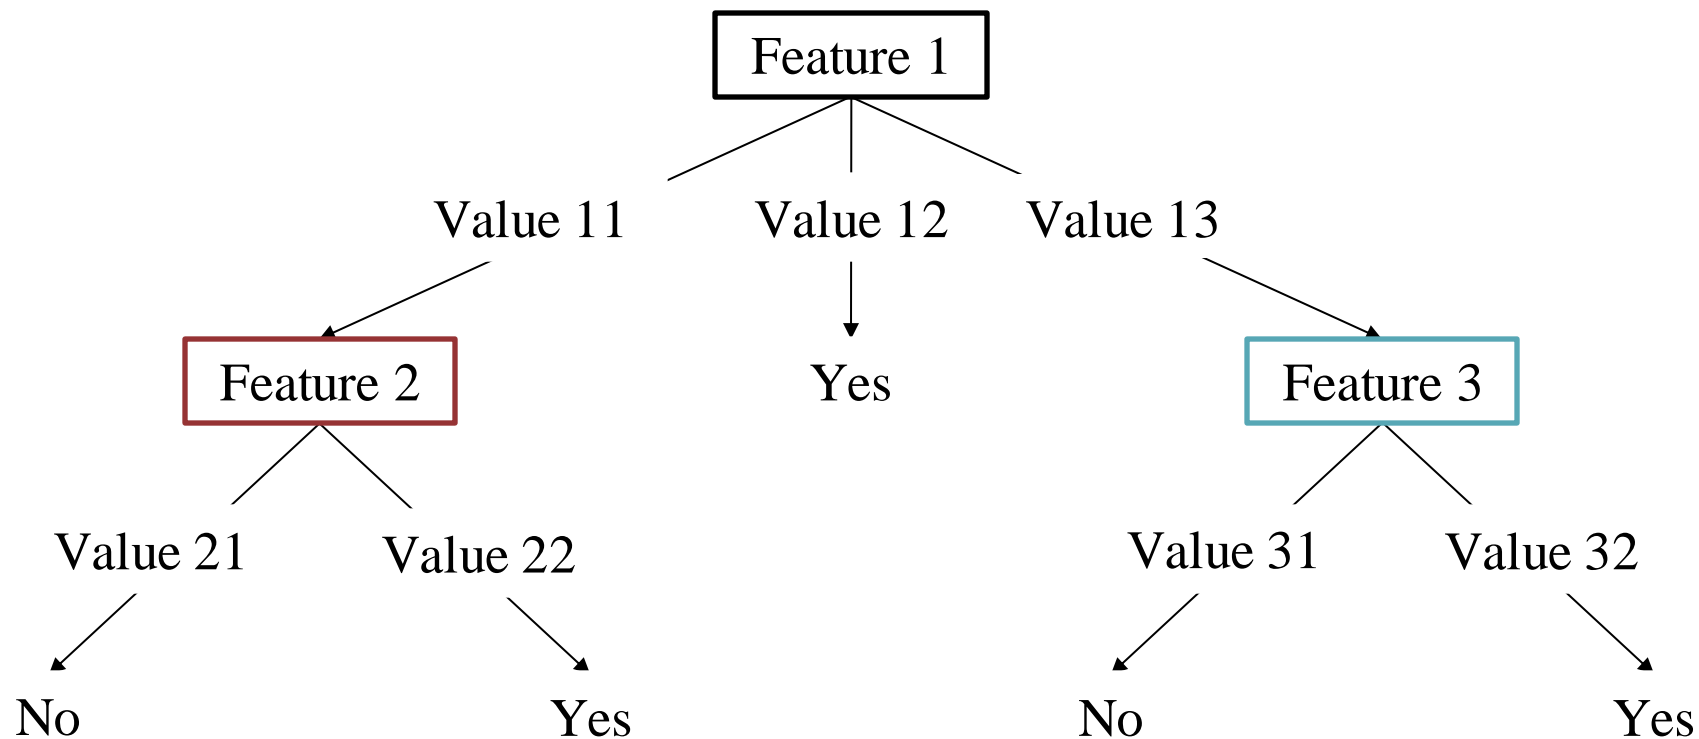 Feature 1
Value 11 Value 12 Value 13
Feature 2 Yes Feature 3
Value 21 Value 22 Value 31 Value 32
No Yes No Yes